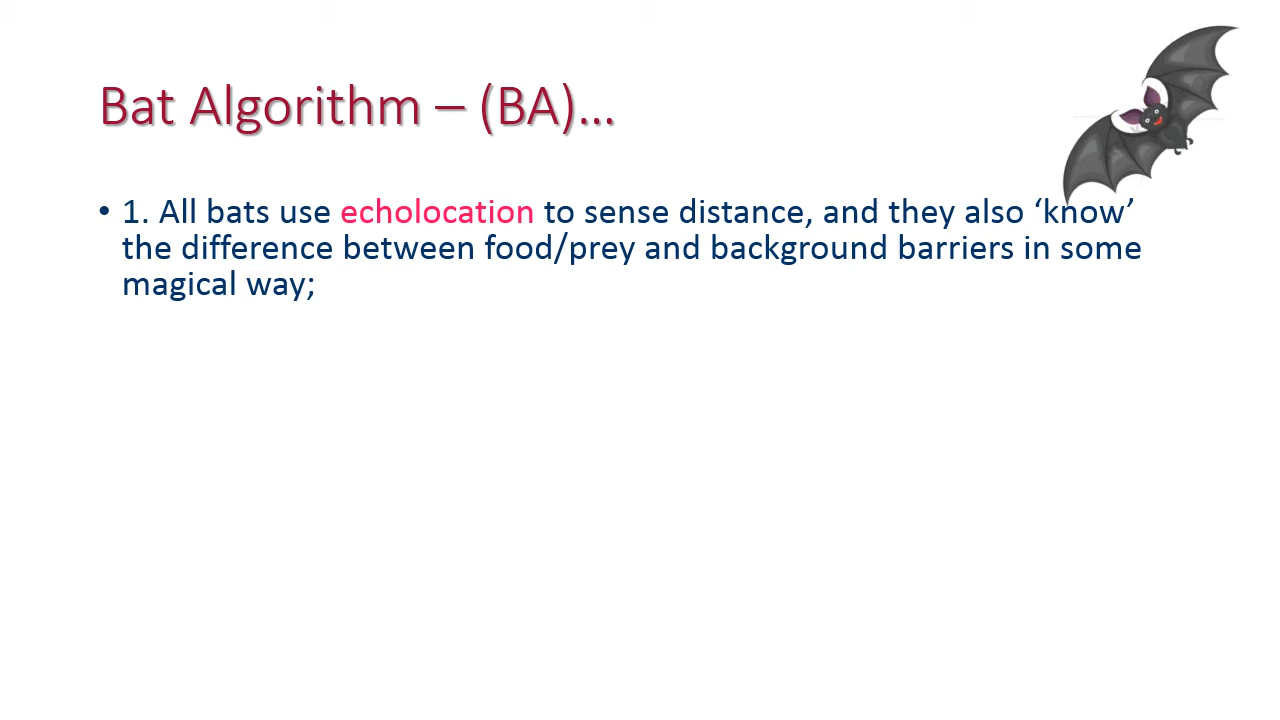 Bat Algorithm – (BA)…
• 1. All bats use echolocation to sense distance, and they also ‘know’
the difference between food/prey and background barriers in some
magical way;